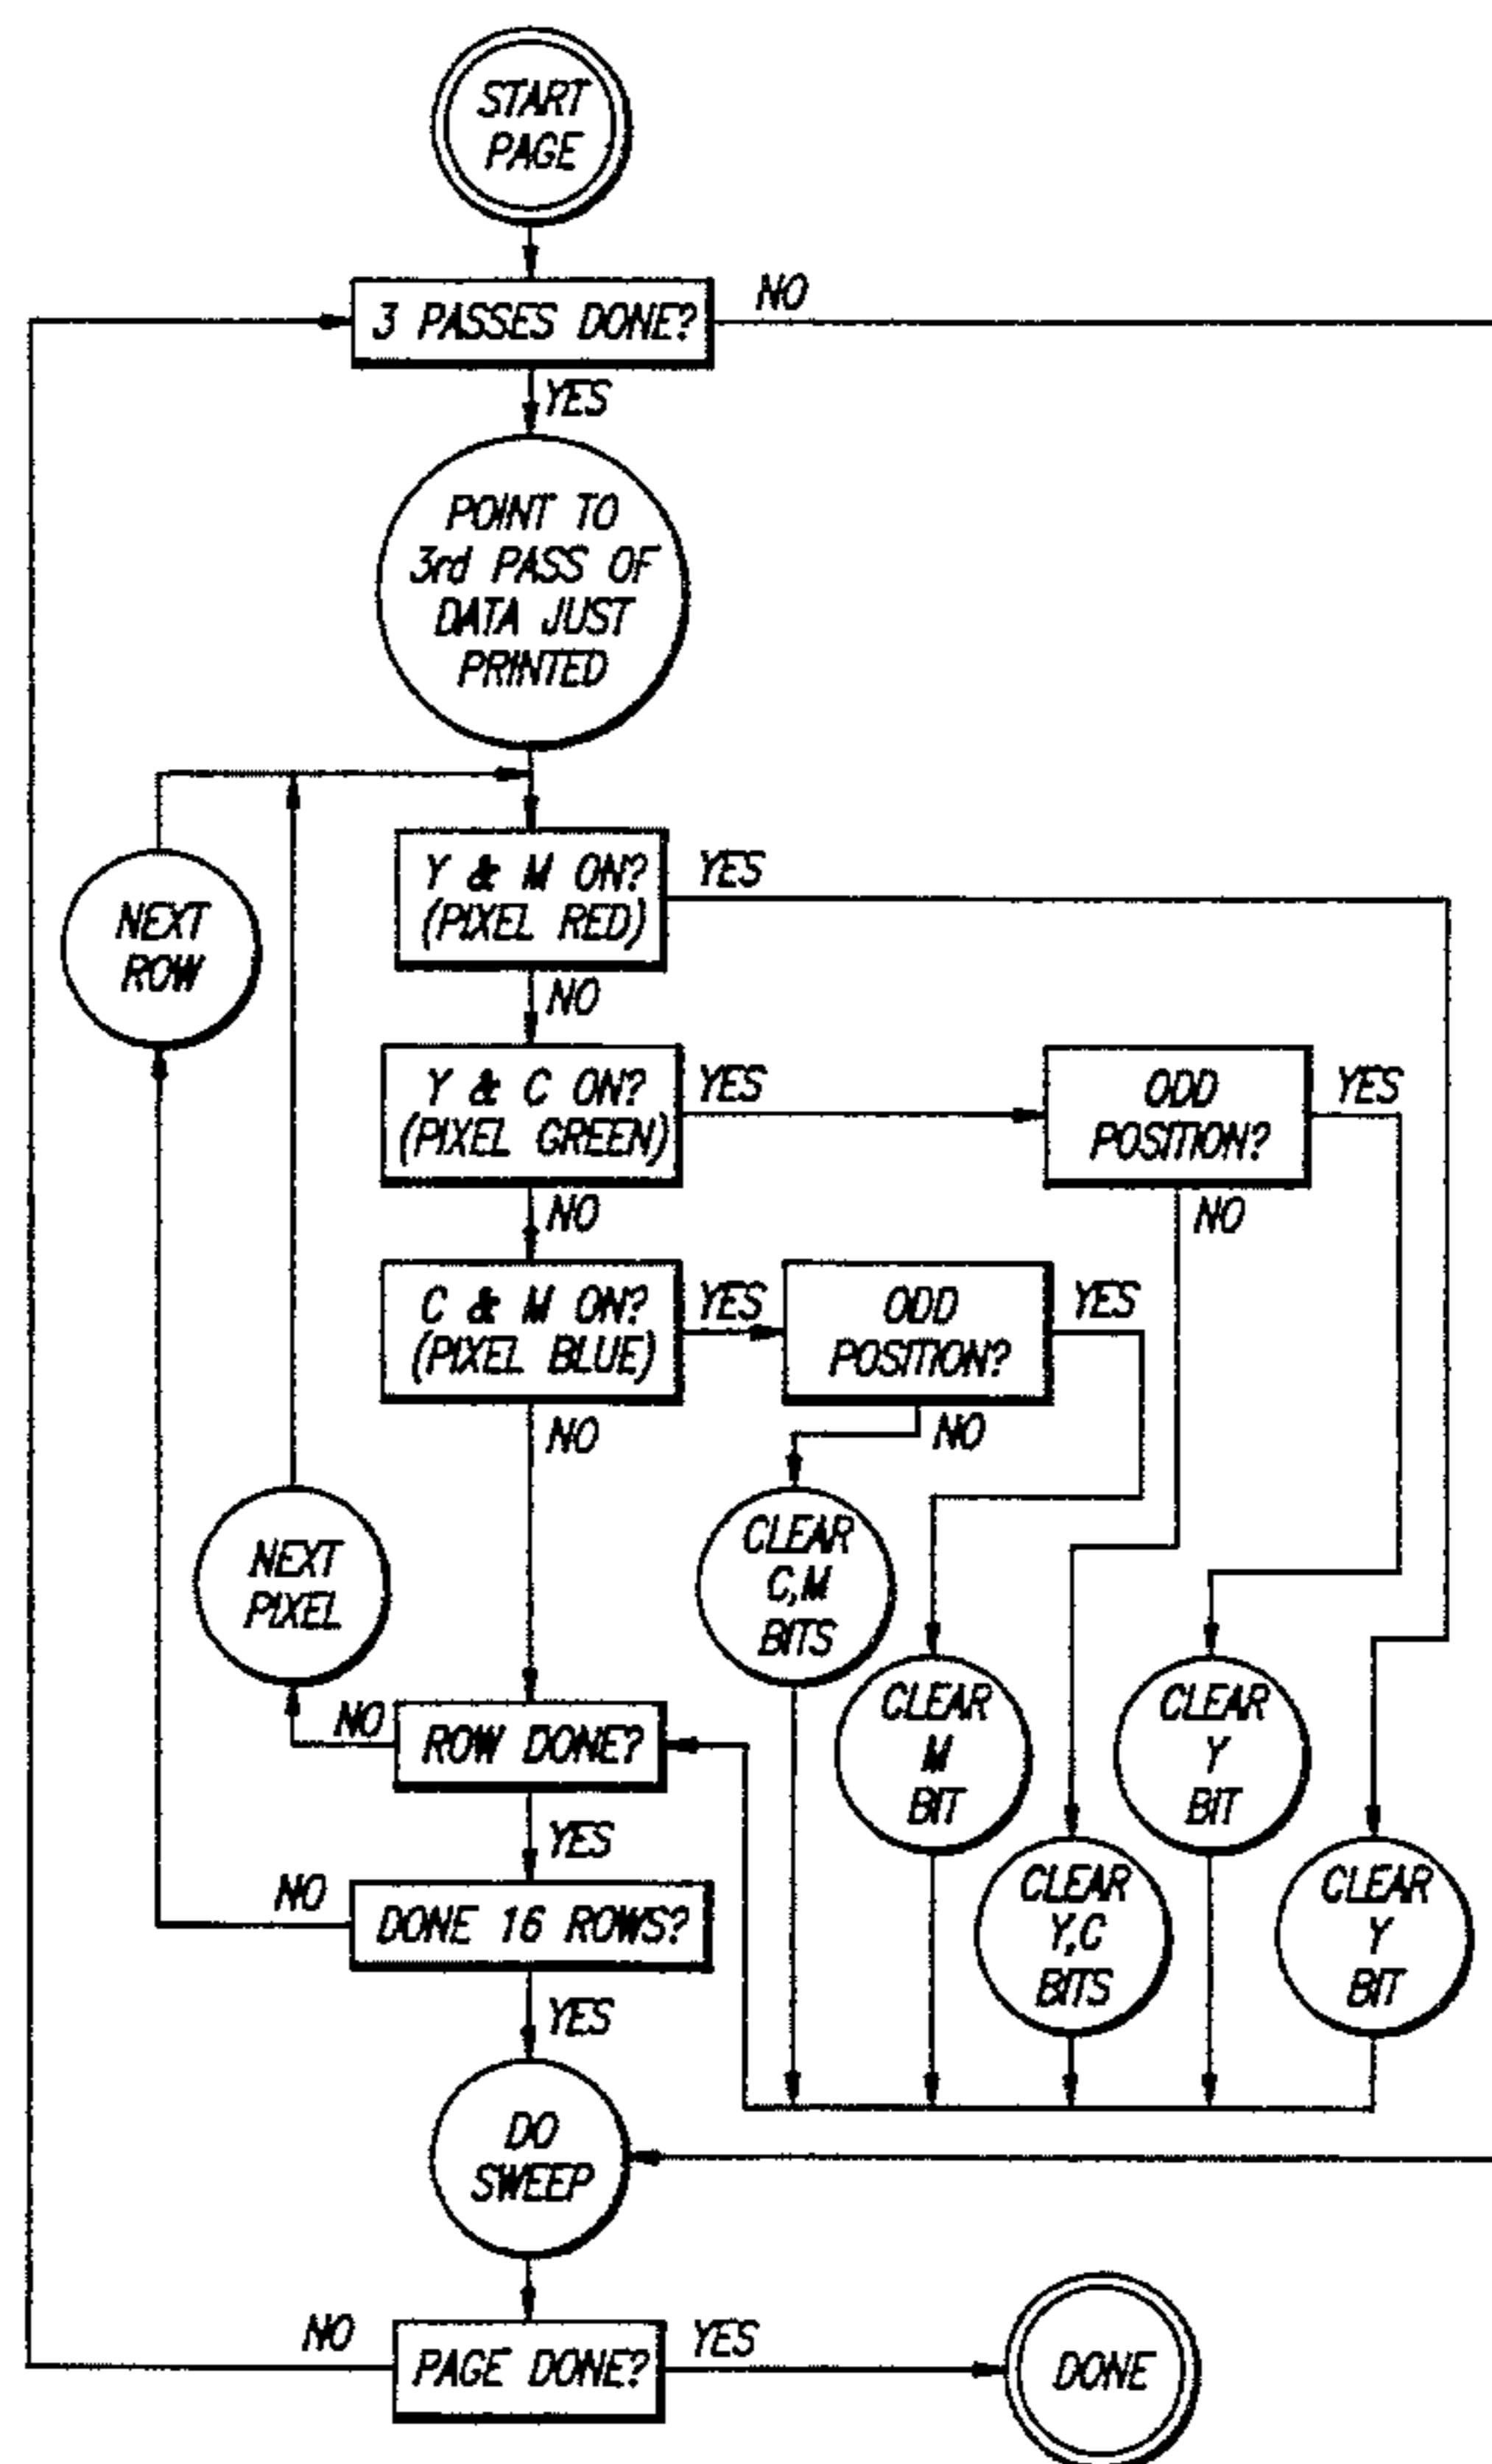 START
PAGE
3 PASSES DONE?
NO
YES
POINT TO
3rd PASS OF
DATA JUST
PRINTED
Y & M ON?
(PIXEL RED)
YES
NO
NEXT
ROW
Y & C ON?
(PIXEL GREEN)
YES
NO
ODD
POSITION?
YES
NO
C & M ON?
(PIXEL BLUE)
YES
NO
ODD
POSITION?
YES
NO
CLEAR
C,M
BITS
NEXT
PIXEL
CLEAR
M
BIT
CLEAR
Y
BIT
NO
ROW DONE?
YES
CLEAR
Y,C
BITS
CLEAR
Y
BIT
NO
DONE 16 ROWS?
YES
DO
SWEEP
NO
PAGE DONE?
YES
DONE